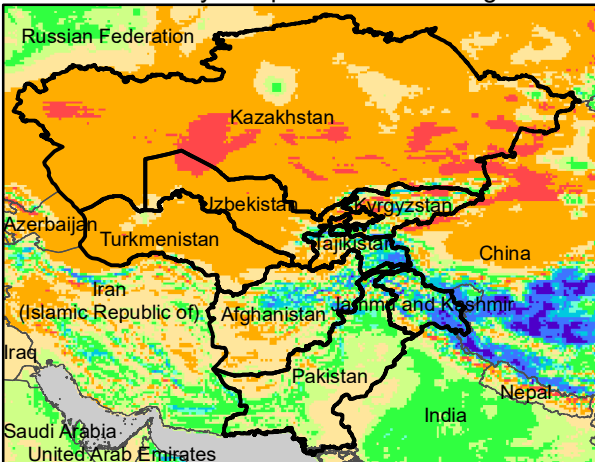 Russian Federation
Kazakhstan
Izbekistan
Kyrgyzstan
Azerbaijan
Turkmenistan
Tajikistan
China
Iran
(Islamic Republic of)
Afghanistan
Jammu and Kashmir
Iraq
Pakistan
Nepal
India
Saudi Arabia
United Arab Emirates